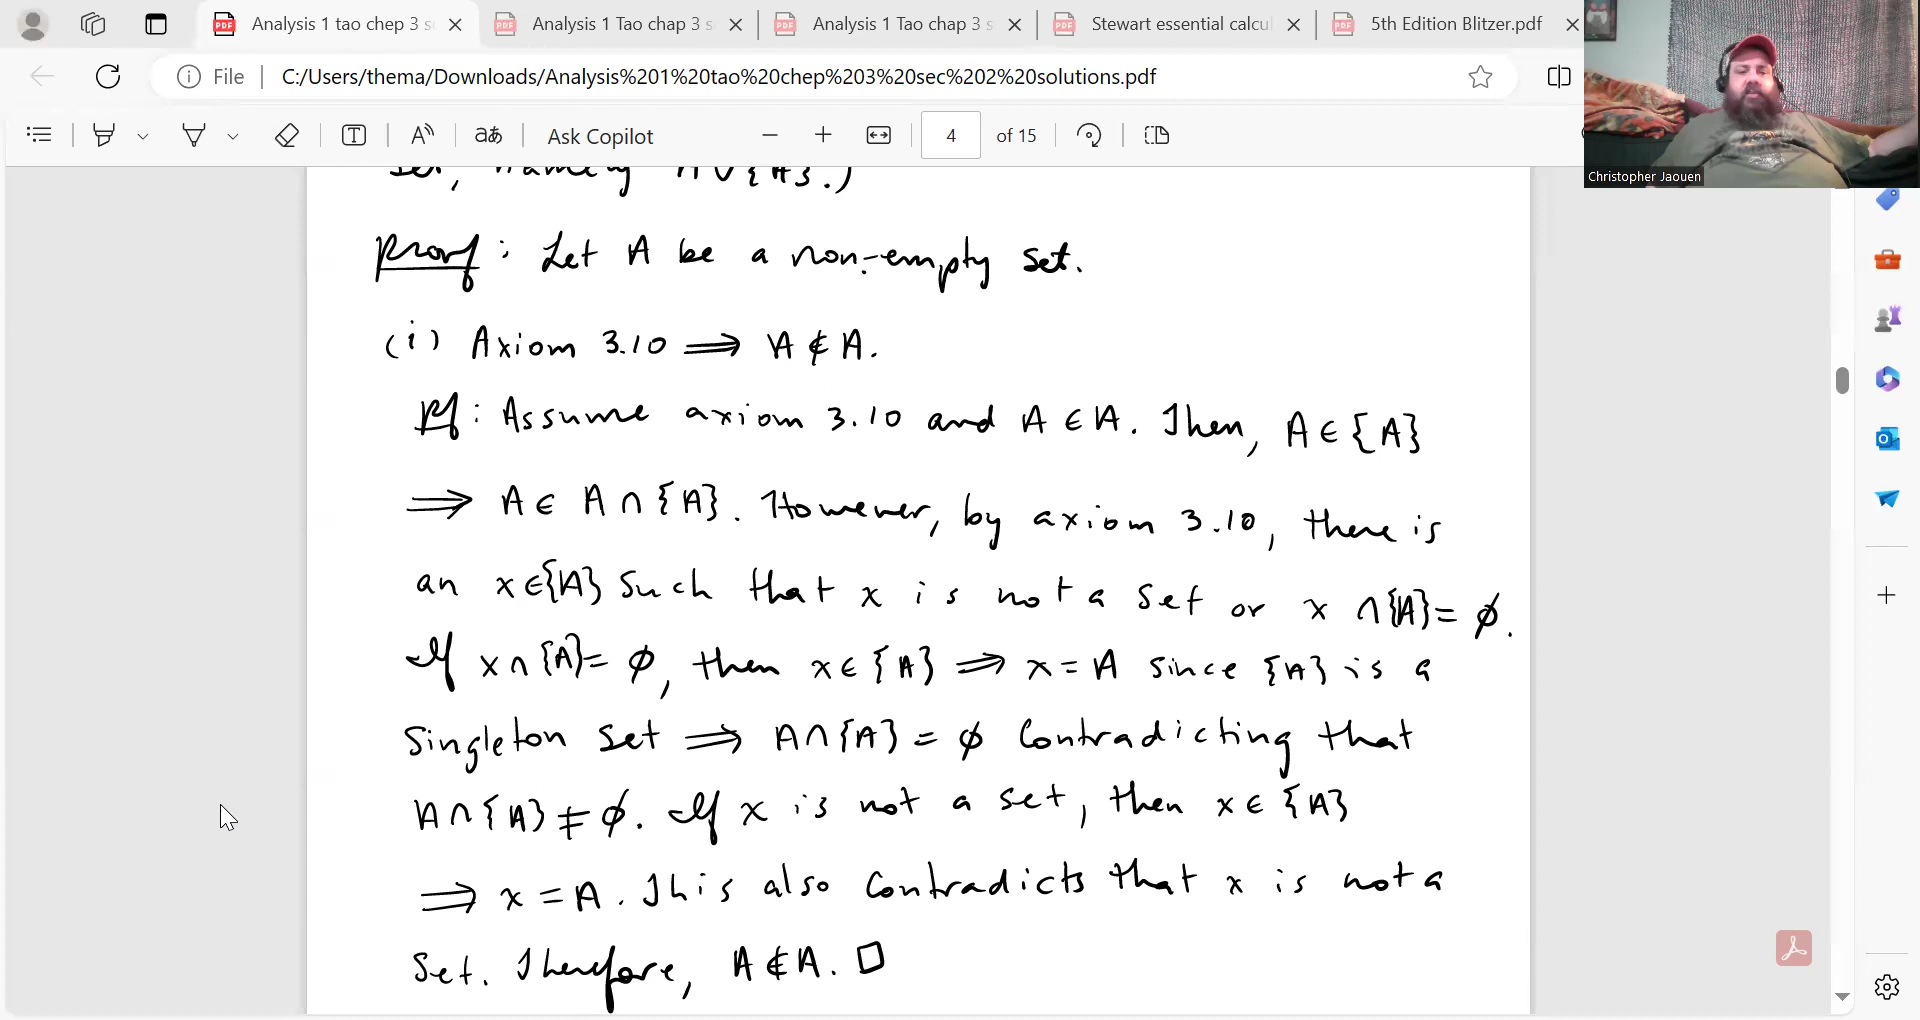 Analysis 1 tao chep 3 s
Analysis 1 Tao chap 3 s
Analysis 1 Tao chap 3 s
Stewart essential calcu
5th Edition Blitzer.pdf
File
C:/Users/thema/Downloads/Analysis%201%20tao%20chep%203%20sec%202%20solutions.pdf
Ask Copilot
4 of 15
Christopher Jaouen
set, namely A∪{A}.)
Proof: Let A be a non-empty set.
(i) Axiom 3.10 ⟹ A ∉ A.
Pf: Assume axiom 3.10 and A ∈ A. Then, A ∈ {A}
⟹ A ∈ A ∩ {A}. However, by axiom 3.10, there is
an x ∈ {A} such that x is not a set or x ∩ {A} = ∅.
If x ∩ {A} = ∅, then x ∈ {A} ⟹ x = A since {A} is a
singleton set ⟹ A ∩ {A} = ∅ contradicting that
A ∩ {A} ≠ ∅. If x is not a set, then x ∈ {A}
⟹ x = A. This also contradicts that x is not a
set. Therefore, A ∉ A. □